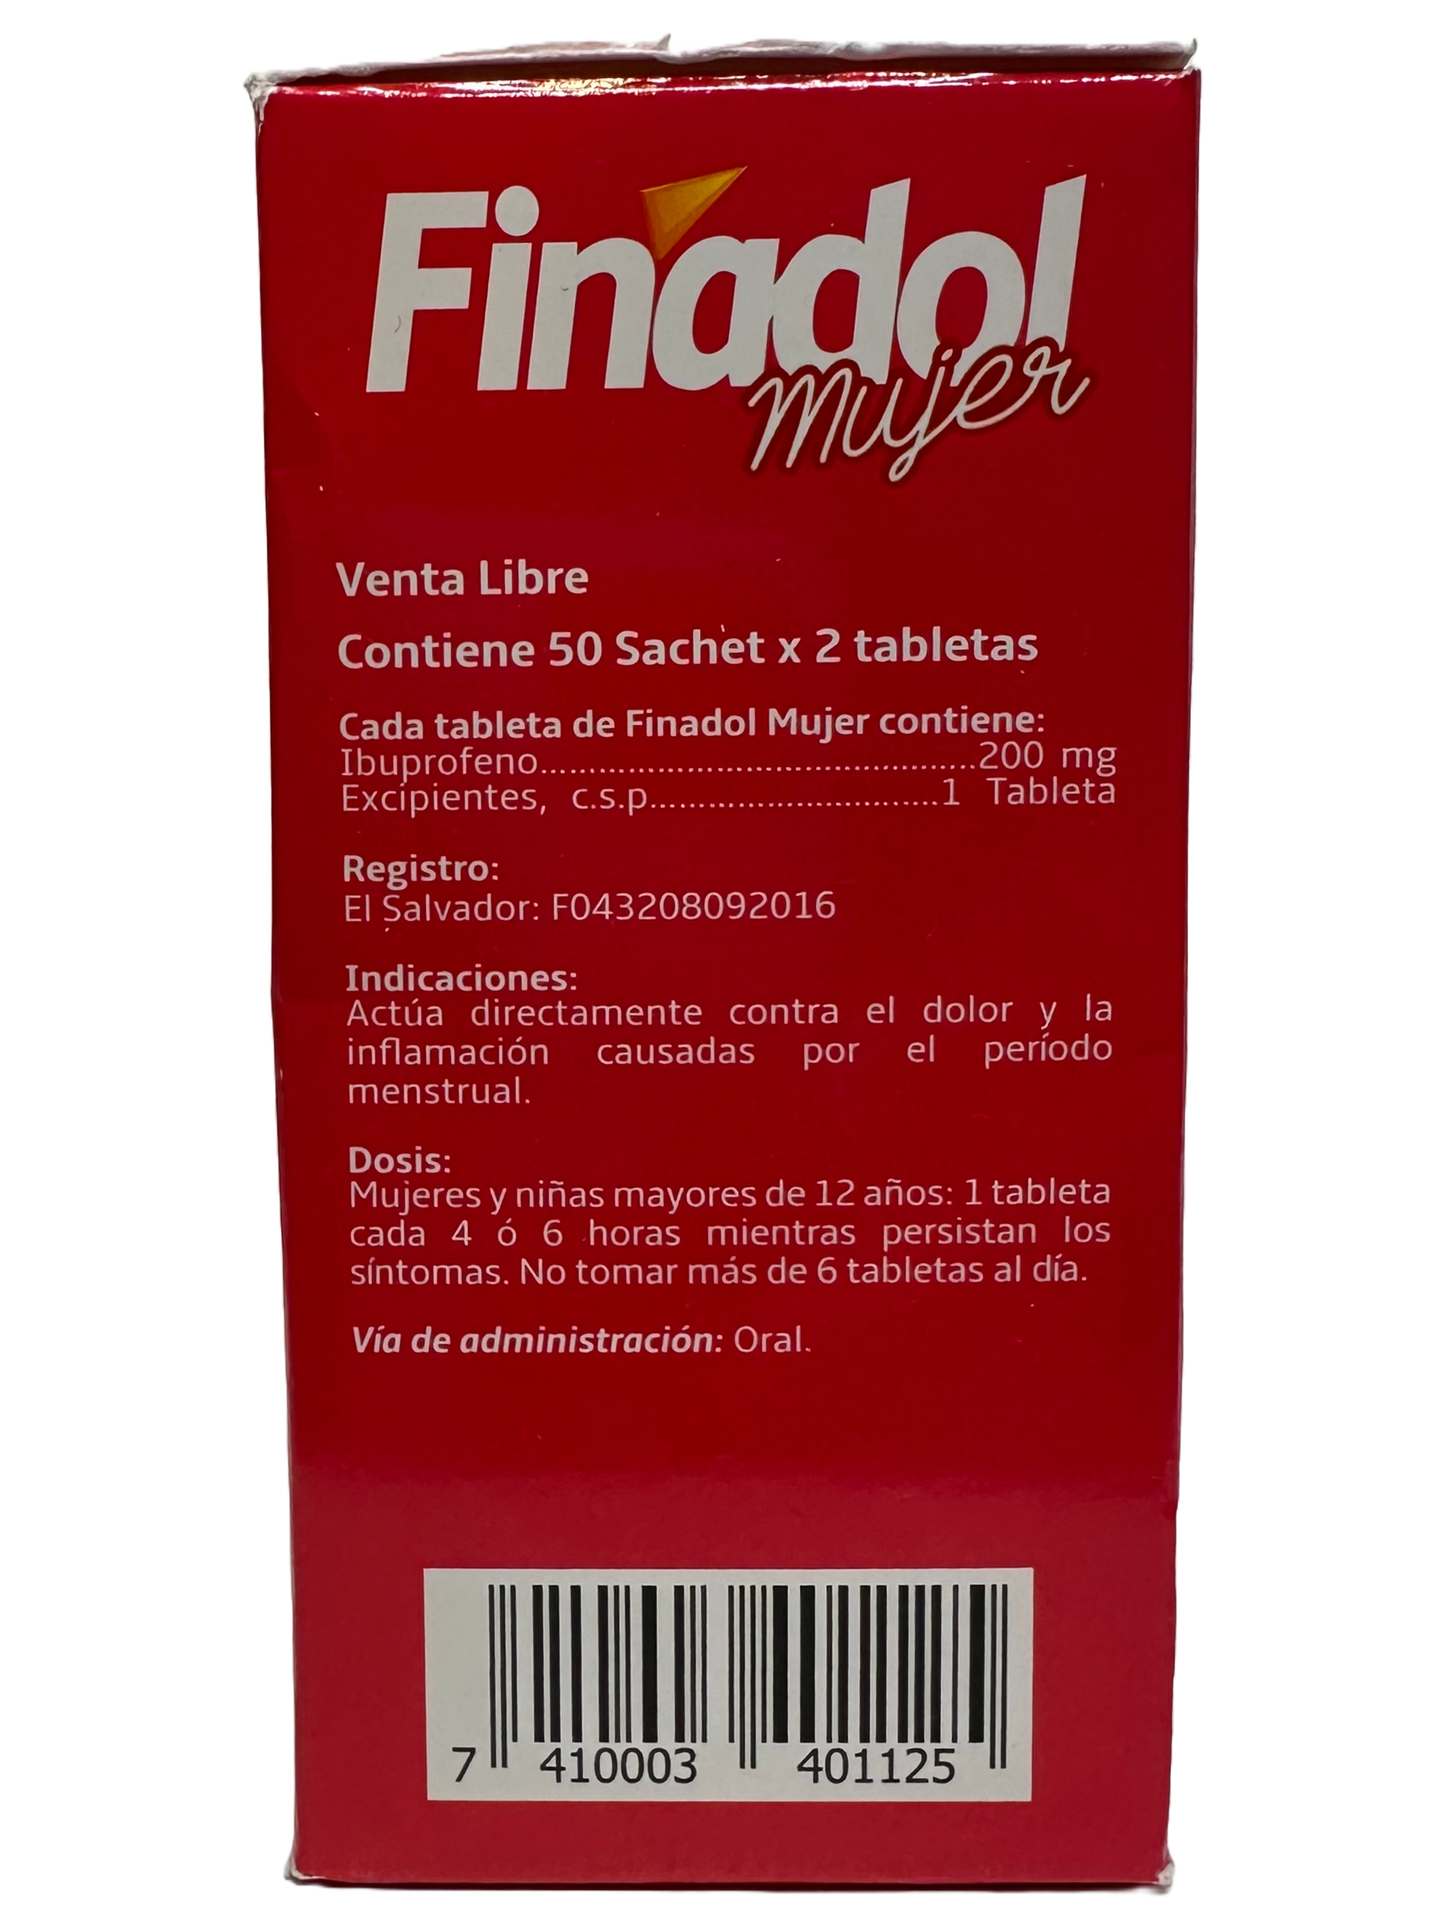 Finadol
mujer
Venta Libre
Contiene 50 Sachet x 2 tabletas
Cada tableta de Finadol Mujer contiene:
Ibuprofeno.............................................200 mg
Excipientes, c.s.p..............................1 Tableta
Registro:
El Salvador: F043208092016
Indicaciones:
Actúa directamente contra el dolor y la
inflamación causadas por el período
menstrual.
Dosis:
Mujeres y niñas mayores de 12 años: 1 tableta
cada 4 ó 6 horas mientras persistan los
síntomas. No tomar más de 6 tabletas al día.
Vía de administración: Oral.
7 410003 401125